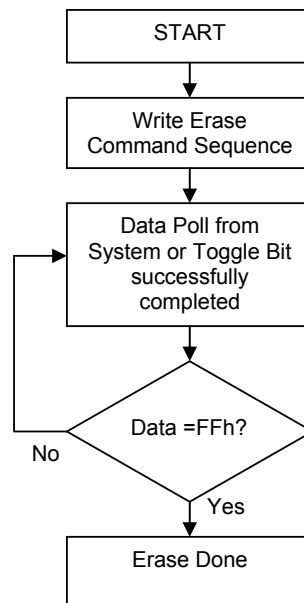 START
Write Erase
Command Sequence
Data Poll from
System or Toggle Bit
successfully
completed
Data =FFh?
No
Yes
Erase Done